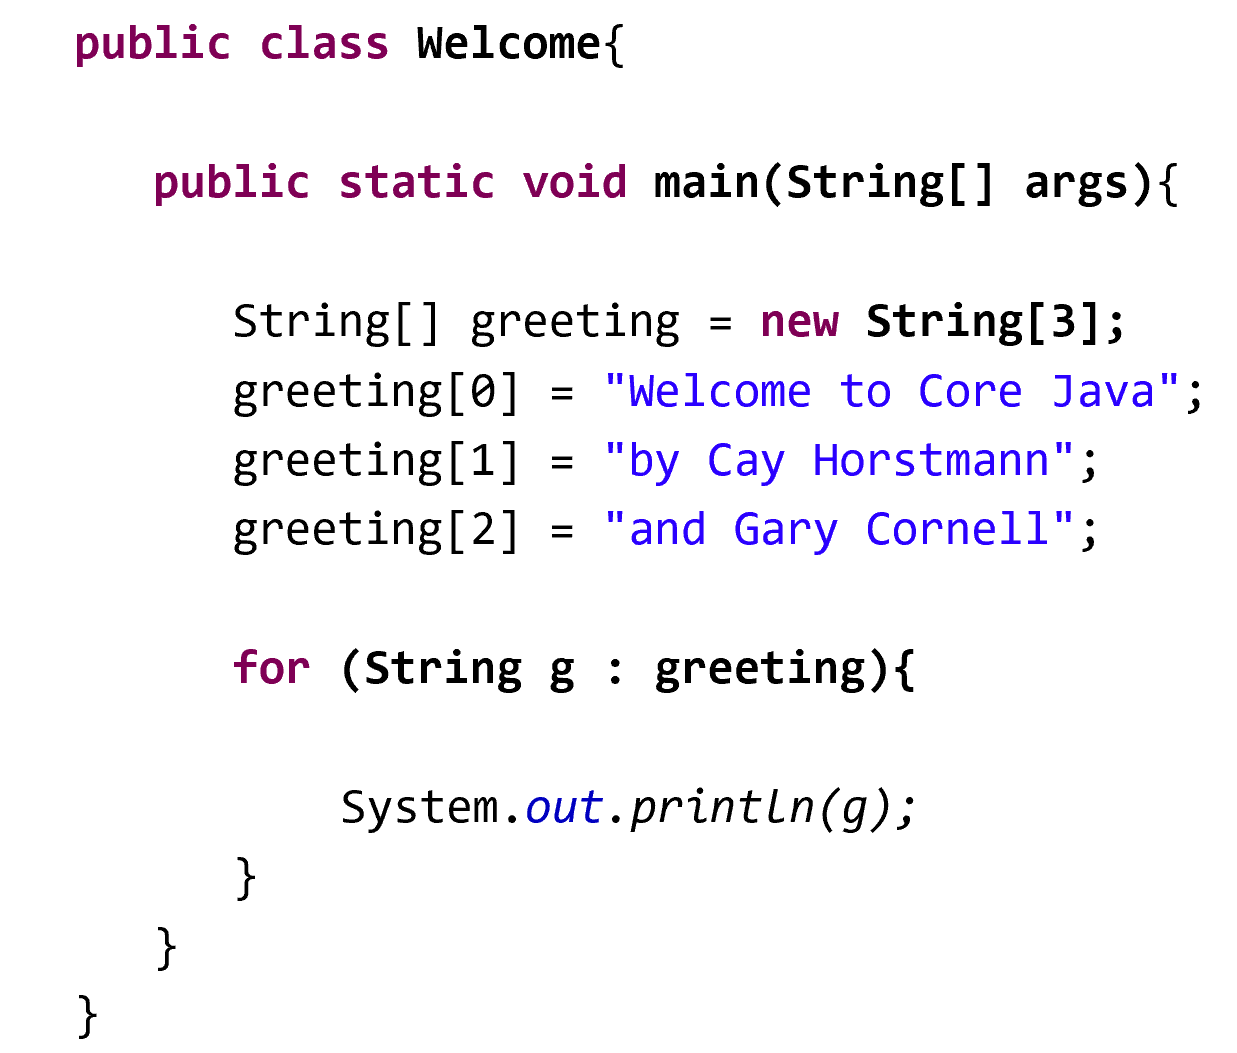 public class Welcome{
public static void main(String[] args){
String[] greeting = new String[3];
greeting[0] = "Welcome to Core Java";
greeting[1] = "by Cay Horstmann";
greeting[2] = "and Gary Cornell";
for (String g : greeting){
System.out.println(g);
}
}
}